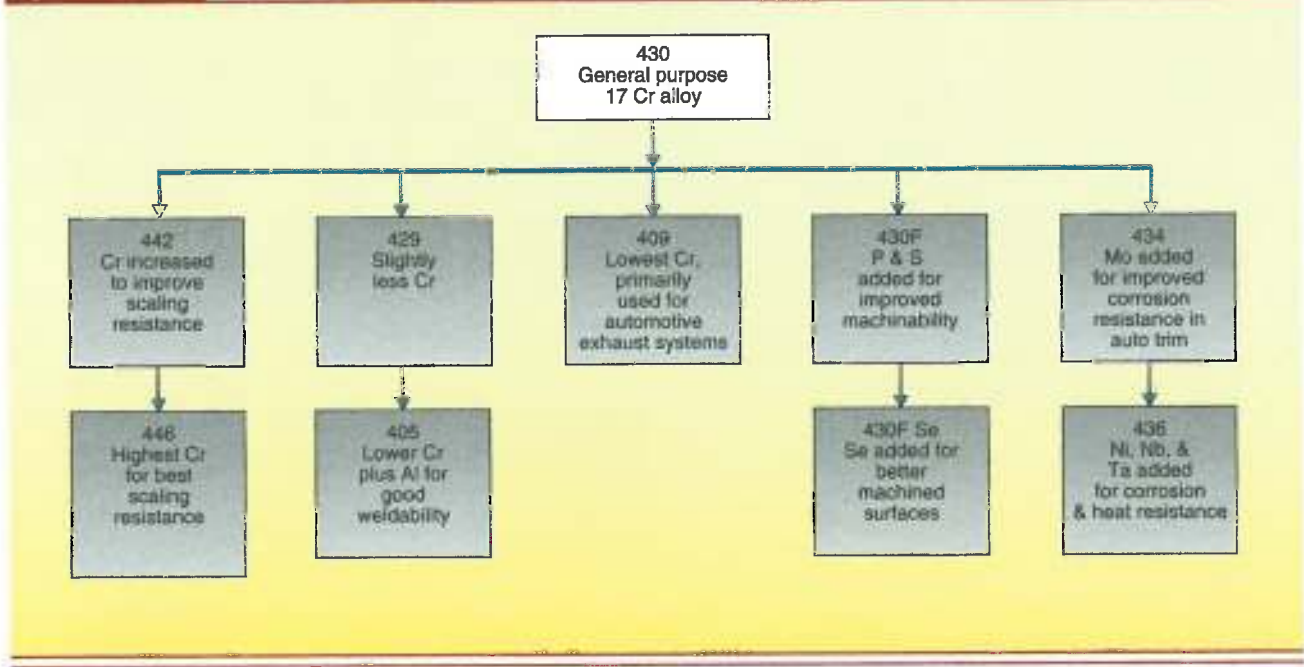 430
General purpose
17 Cr alloy
442
Cr increased
to improve
scaling
resistance
429
Slightly
less Cr
409
Lowest Cr,
primarily
used for
automotive
exhaust systems
430F
P & S
added for
improved
machinability
434
Mo added
for improved
corrosion
resistance in
auto trim
446
Highest Cr
for best
scaling
resistance
405
Lower Cr
plus Al for
good
weldability
430F Se
Se added for
better
machined
surfaces
436
Ni, Nb, &
Ta added
for corrosion
& heat resistance